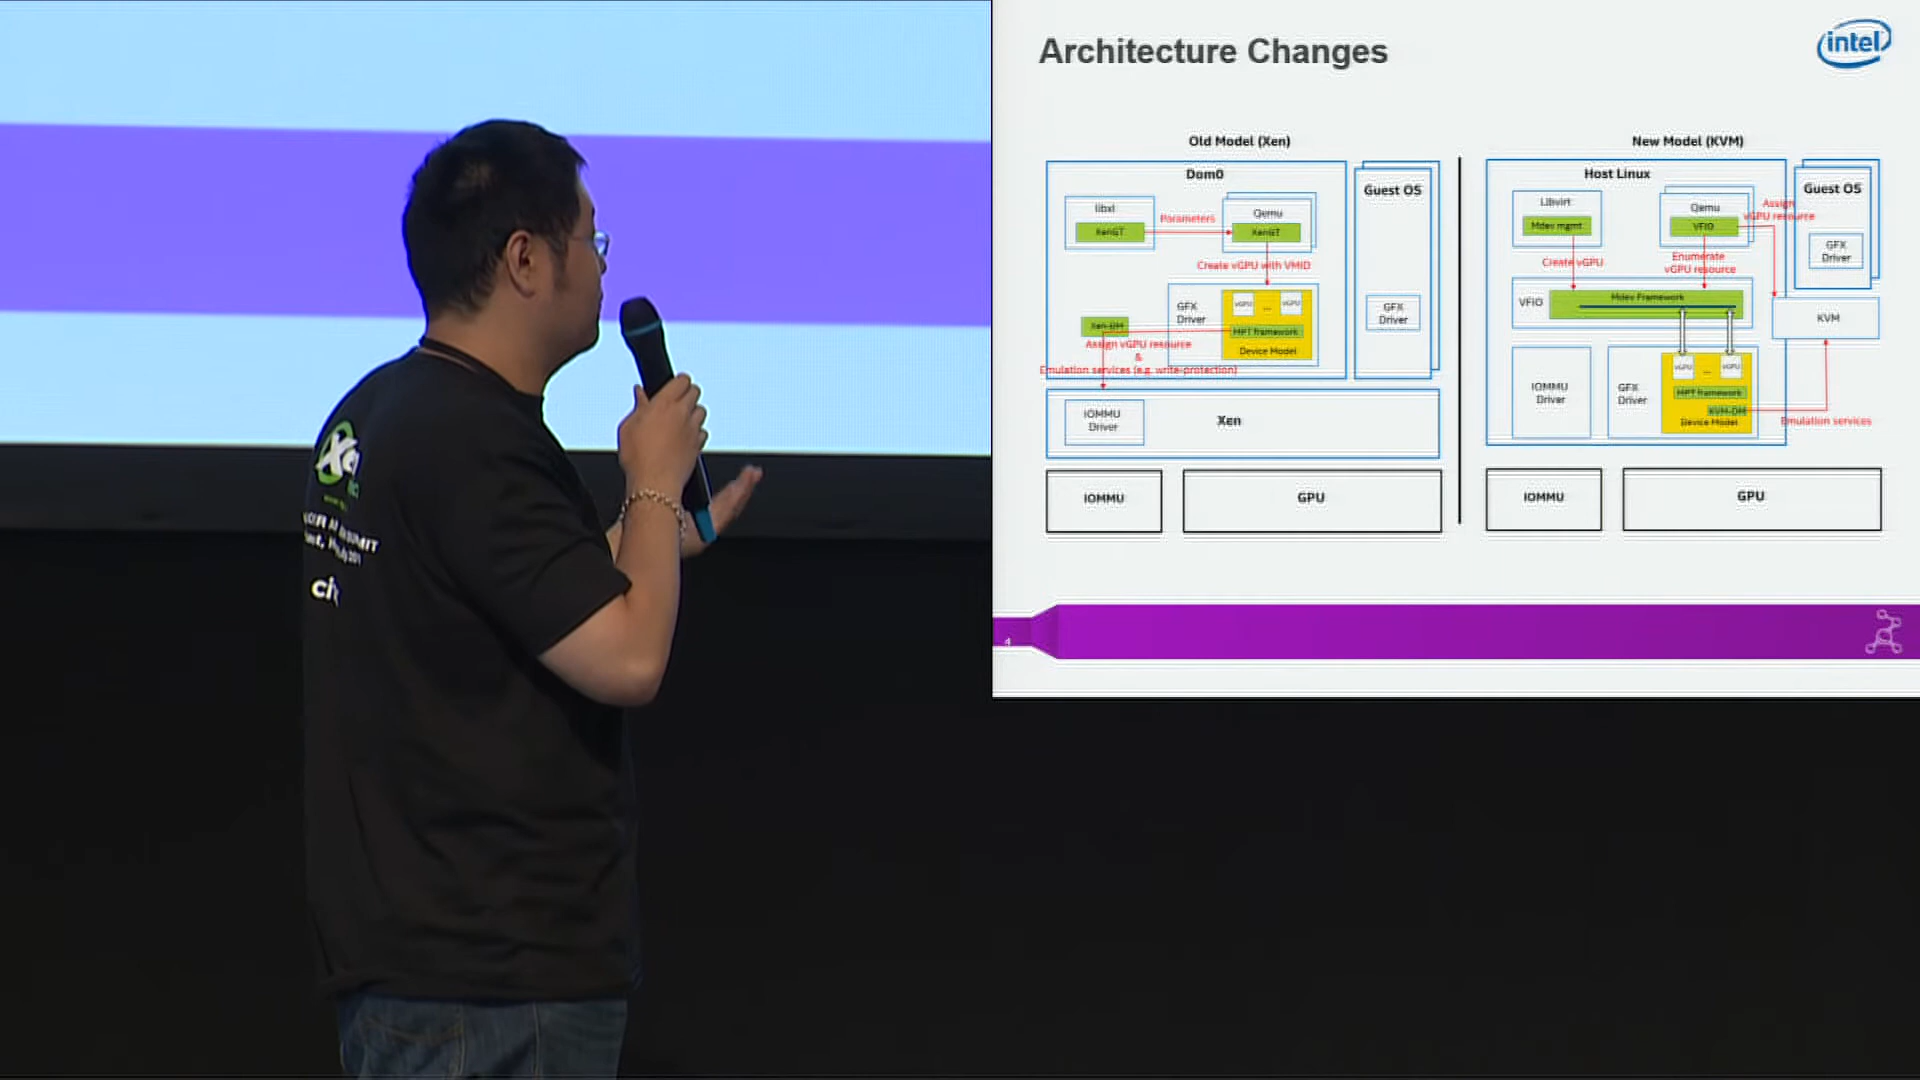 Architecture Changes
intel
Old Model (Xen)
Dom0
libxl
XenGT
Parameters
Qemu
XenGT
Create vGPU with VMID
GFX
Driver
vGPU
...
vGPU
MPT framework
Device Model
Xen-DM
Assign vGPU resource
&
Emulation services (e.g. write-protection)
Guest OS
GFX
Driver
IOMMU
Driver
Xen
IOMMU
GPU
New Model (KVM)
Host Linux
Libvirt
Mdev mgmt
Qemu
VFIO
Assign
vGPU resource
Create vGPU
Enumerate
vGPU resource
VFIO
Mdev Framework
Guest OS
GFX
Driver
KVM
IOMMU
Driver
GFX
Driver
vGPU
...
vGPU
MPT framework
KVM-DM
Device Model
Emulation services
IOMMU
GPU
4
Xe
cit